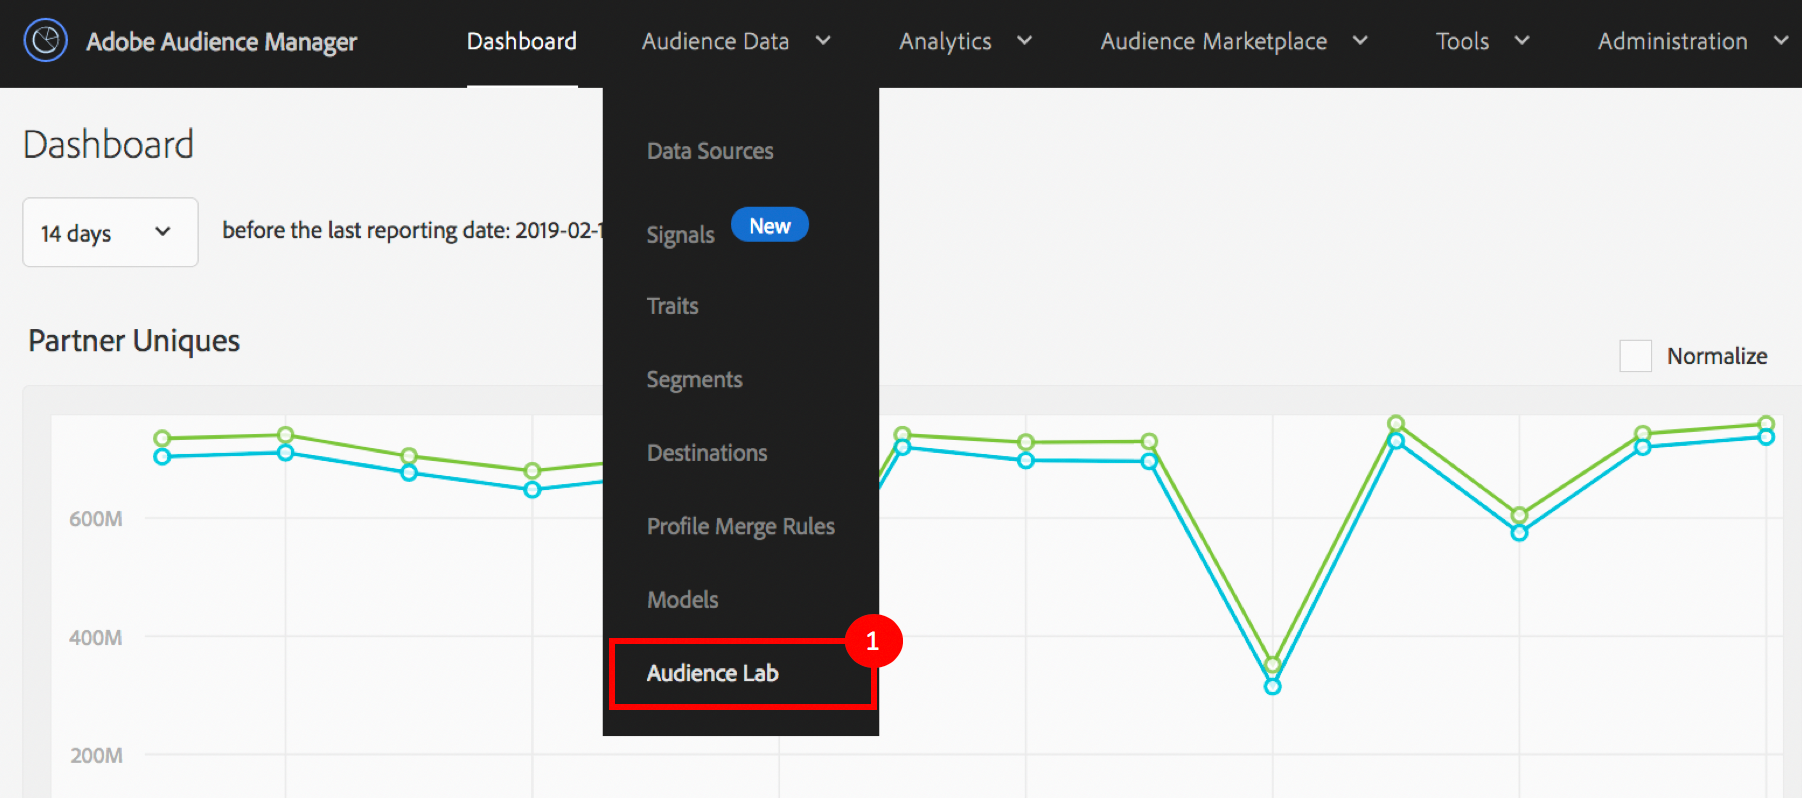 Adobe Audience Manager Dashboard Audience Data Analytics Audience Marketplace Tools Administration
Dashboard
14 days before the last reporting date: 2019-02-1
Data Sources
Signals New
Traits
Segments
Destinations
Profile Merge Rules
Models
Audience Lab
1
Partner Uniques
Normalize
600M
400M
200M